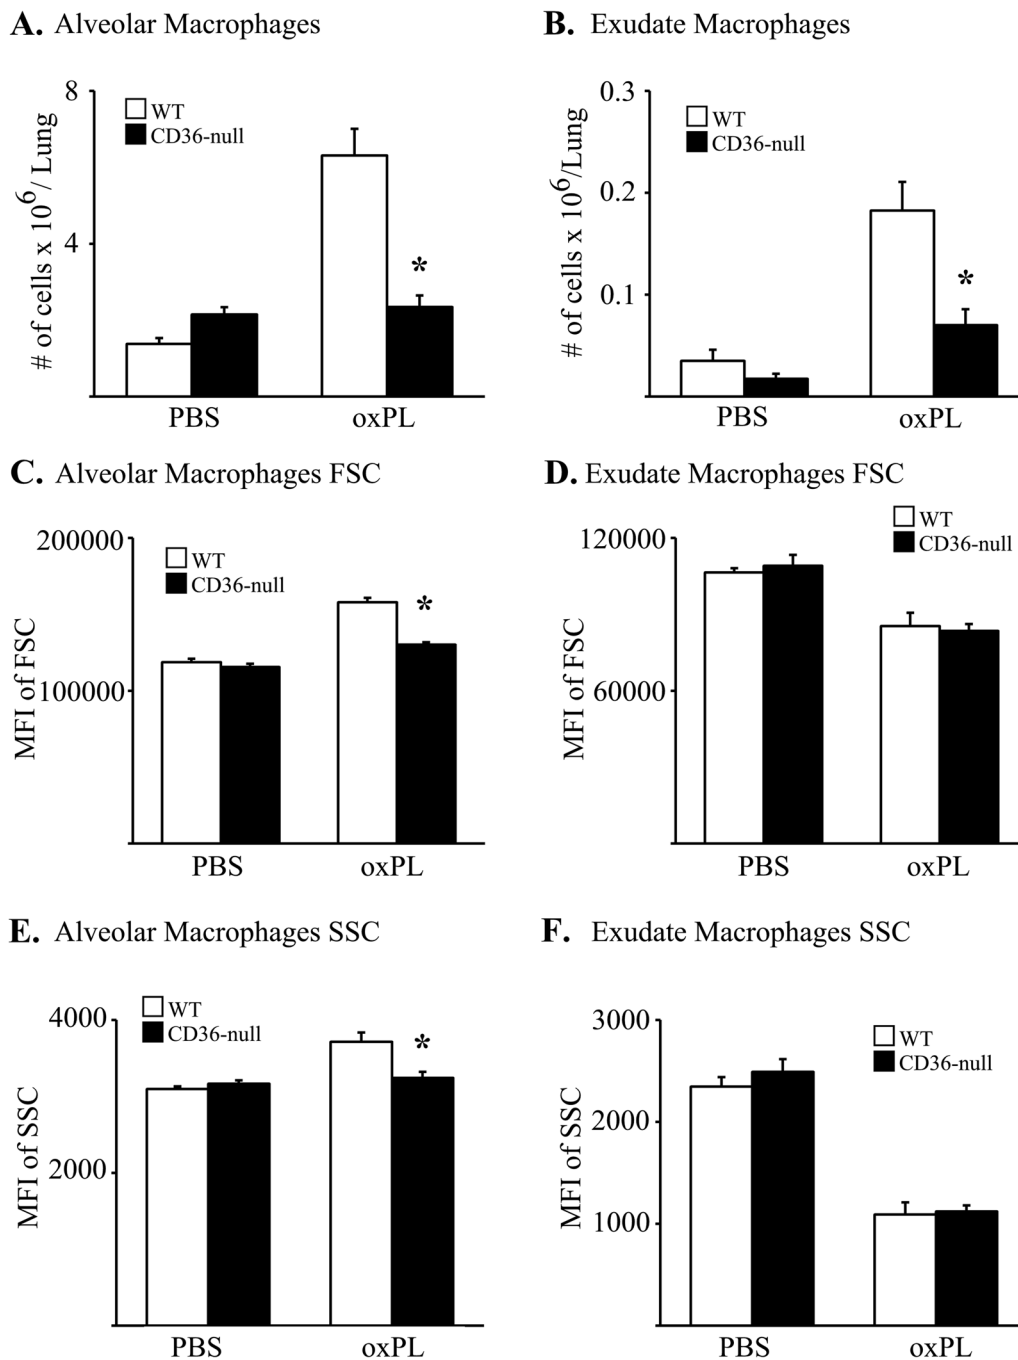 A. Alveolar Macrophages
8
4
# of cells x 10^6/ Lung
WT
CD36-null
PBS
oxPL
*
B. Exudate Macrophages
0.3
0.2
0.1
# of cells x 10^6/Lung
WT
CD36-null
PBS
oxPL
*
C. Alveolar Macrophages FSC
200000
100000
MFI of FSC
WT
CD36-null
PBS
oxPL
*
D. Exudate Macrophages FSC
120000
60000
MFI of FSC
WT
CD36-null
PBS
oxPL
E. Alveolar Macrophages SSC
4000
2000
MFI of SSC
WT
CD36-null
PBS
oxPL
*
F. Exudate Macrophages SSC
3000
2000
1000
MFI of SSC
WT
CD36-null
PBS
oxPL